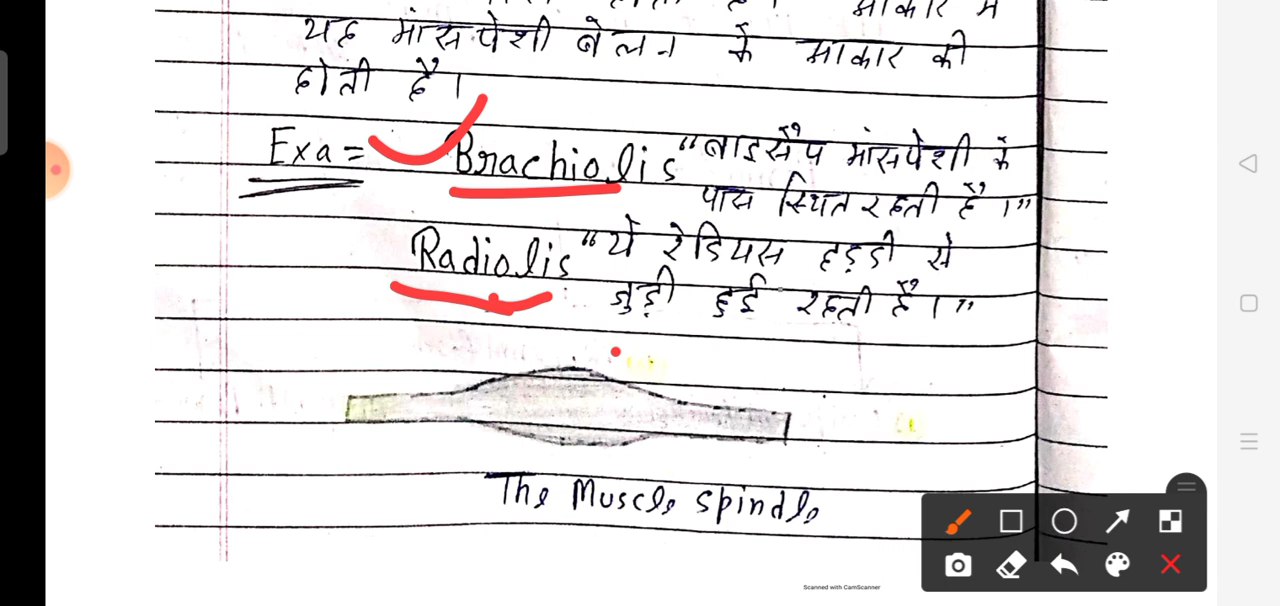 आकार में
यह मांसपेशी बेलन के आकार की
होती है।
Exa = Brachiolis "बाइसैप मांसपेशी के
पास स्थित रहती है।"
Radiolis "ये रेडियस हड्डी से
जुड़ी हुई रहती है।"
The Muscle Spindle
Scanned with CamScanner